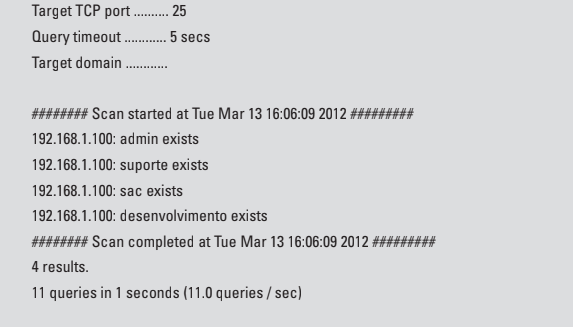 Target TCP port .......... 25
Query timeout ............ 5 secs
Target domain ............
######## Scan started at Tue Mar 13 16:06:09 2012 #########
192.168.1.100: admin exists
192.168.1.100: suporte exists
192.168.1.100: sac exists
192.168.1.100: desenvolvimento exists
######## Scan completed at Tue Mar 13 16:06:09 2012 #########
4 results.
11 queries in 1 seconds (11.0 queries / sec)